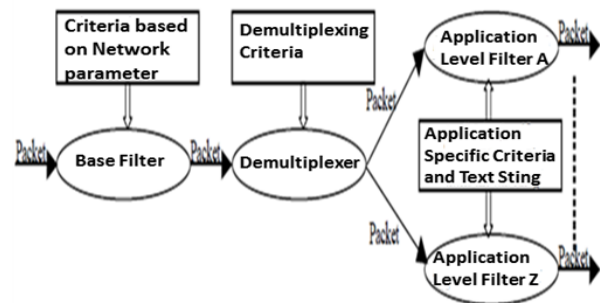 Criteria based
on Network
parameter
Demultiplexing
Criteria
Application
Level Filter A
Packet
Packet
Packet
Base Filter
Packet
Demultiplexer
Application
Specific Criteria
and Text Sting
Packet
Application
Level Filter Z
Packet